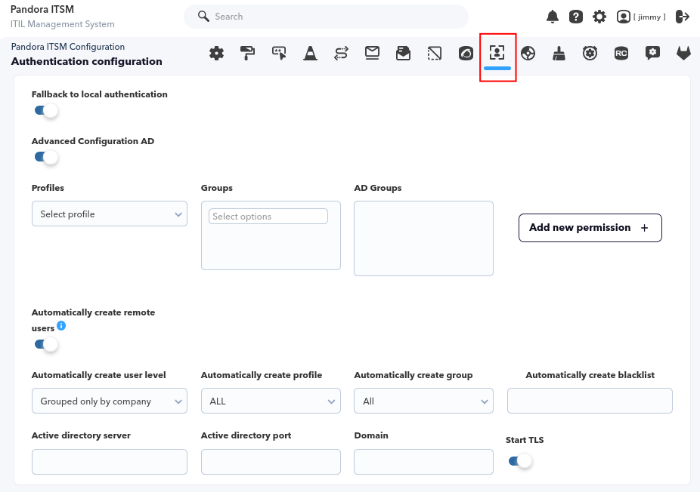 Pandora ITSM
ITIL Management System
Search
[ jimmy ]
Pandora ITSM Configuration
Authentication configuration
RC
Fallback to local authentication
Advanced Configuration AD
Profiles
Groups
AD Groups
Select profile
Select options
Add new permission +
Automatically create remote
users
Automatically create user level
Automatically create profile
Automatically create group
Automatically create blacklist
Grouped only by company
ALL
All
Active directory server
Active directory port
Domain
Start TLS